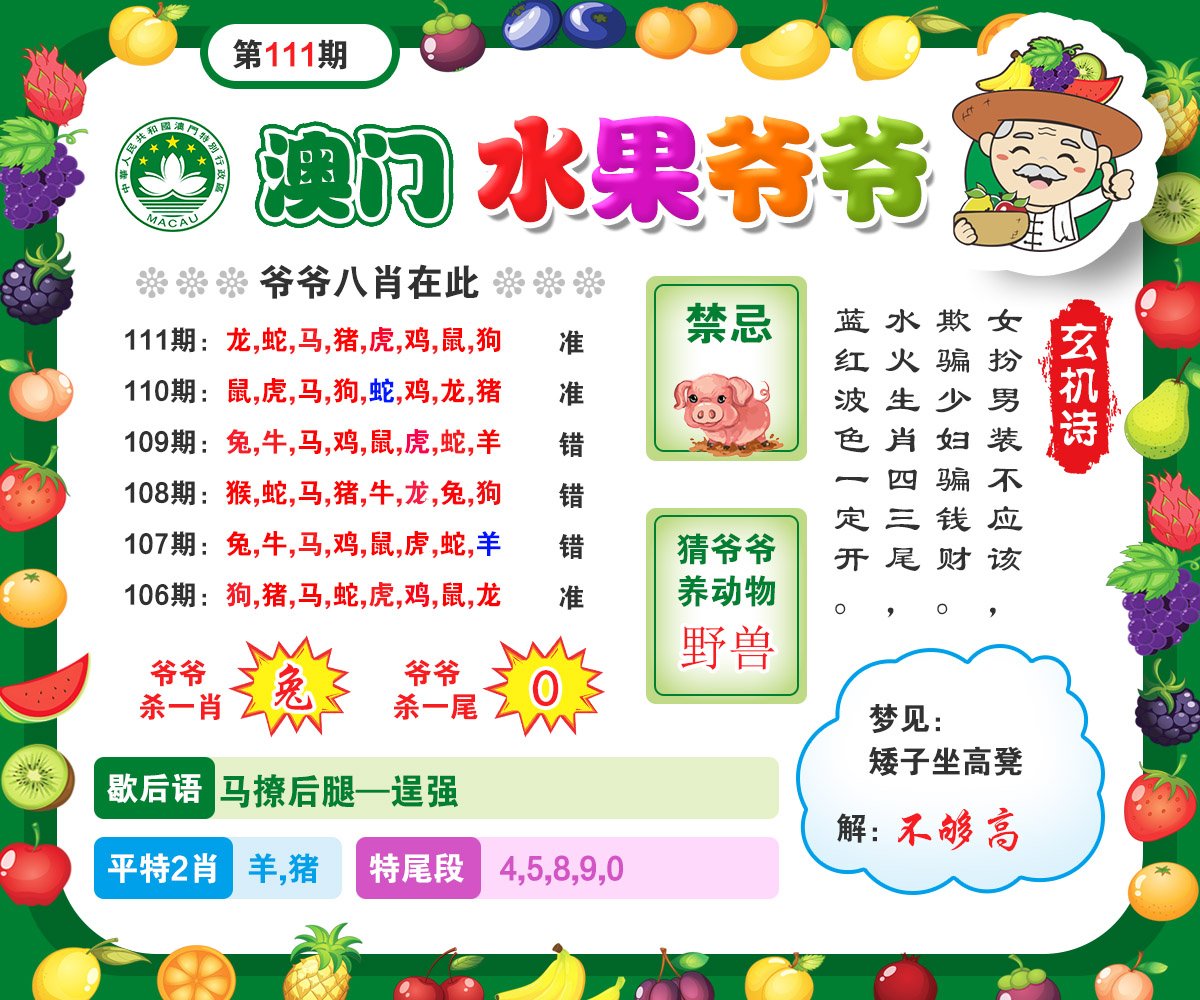 第111期
中華人民共和國澳門特別行政區
MACAU
澳门
水果爷爷
爷爷八肖在此
111期：龙,蛇,马,猪,虎,鸡,鼠,狗 准
110期：鼠,虎,马,狗,蛇,鸡,龙,猪 准
109期：兔,牛,马,鸡,鼠,虎,蛇,羊 错
108期：猴,蛇,马,猪,牛,龙,兔,狗 错
107期：兔,牛,马,鸡,鼠,虎,蛇,羊 错
106期：狗,猪,马,蛇,虎,鸡,鼠,龙 准
禁忌
猜爷爷
养动物
野兽
玄机诗
女扮男装不应该，
欺骗少妇骗钱财。
水火生肖四三尾，
蓝红波色一定开。
爷爷
杀一肖
兔
爷爷
杀一尾
0
梦见：
矮子坐高凳
解：不够高
歇后语 马撩后腿—逞强
平特2肖 羊,猪
特尾段 4,5,8,9,0